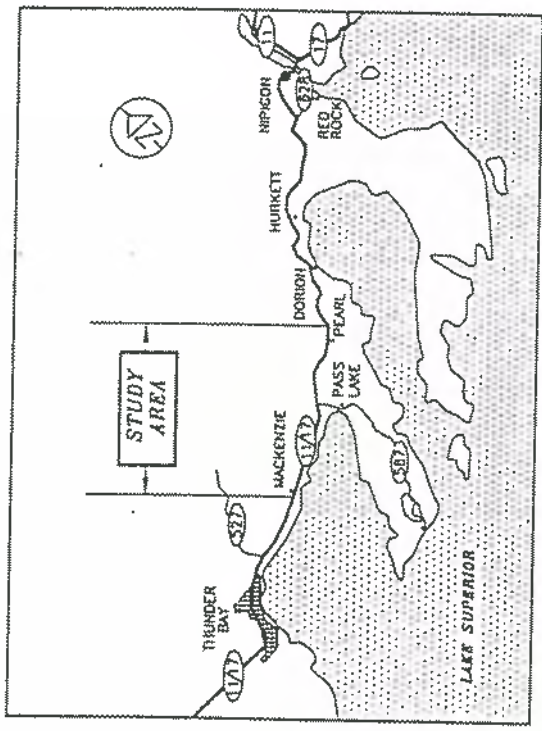 STUDY
AREA
THUNDER
BAY
11/17
527
MACKENZIE
11/17
PASS
LAKE
PEARL
DORION
HURKETT
NIPIGON
11
17
628
RED
ROCK
587
LAKE SUPERIOR